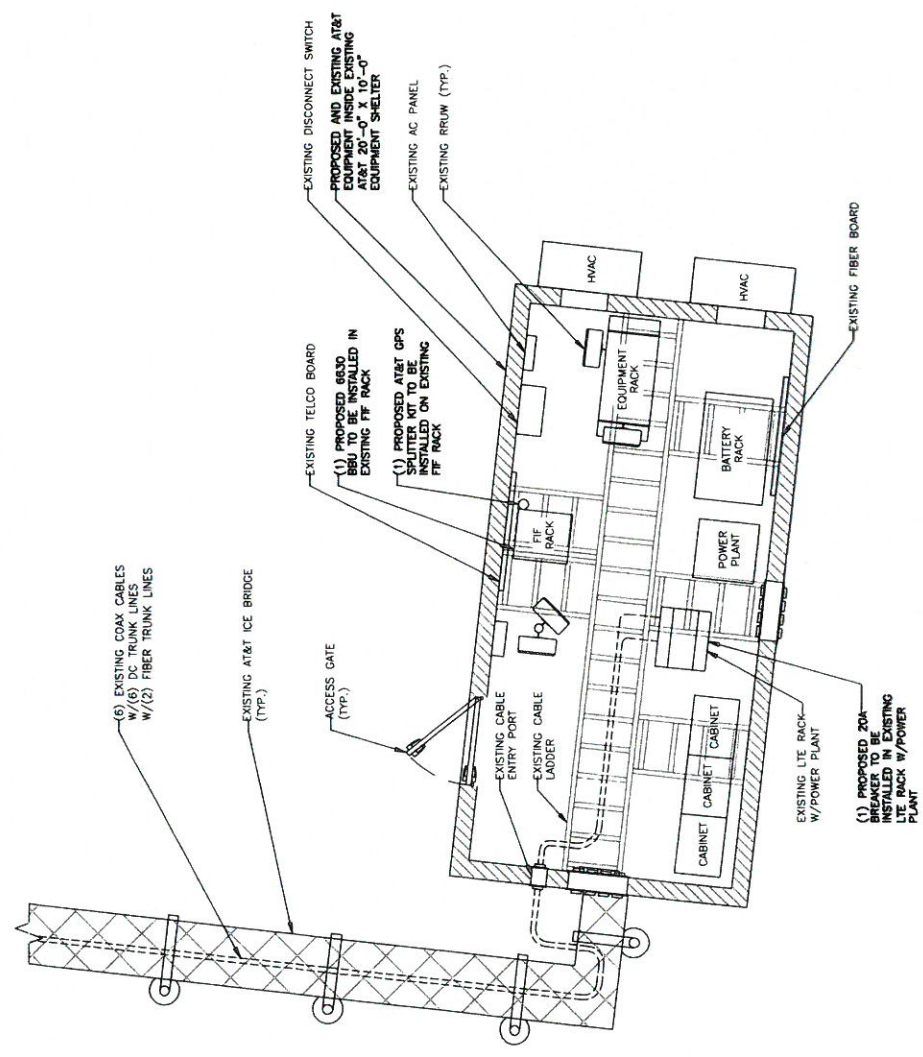 (6) EXISTING COAX CABLES
W/(6) DC TRUNK LINES
W/(2) FIBER TRUNK LINES
EXISTING AT&T ICE BRIDGE
(TYP.)
ACCESS GATE
(TYP.)
EXISTING CABLE
ENTRY PORT
EXISTING CABLE
LADDER
EXISTING TELCO BOARD
(1) PROPOSED 6630
BBU TO BE INSTALLED IN
EXISTING FIF RACK
(1) PROPOSED AT&T GPS
SPLITTER KIT TO BE
INSTALLED ON EXISTING
FIF RACK
EXISTING DISCONNECT SWITCH
PROPOSED AND EXISTING AT&T
EQUIPMENT INSIDE EXISTING
AT&T 20'-0" X 10'-0"
EQUIPMENT SHELTER
EXISTING AC PANEL
EXISTING RRUW (TYP.)
HVAC
HVAC
EQUIPMENT
RACK
FIF
RACK
BATTERY
RACK
POWER
PLANT
CABINET
CABINET
CABINET
EXISTING LTE RACK
W/POWER PLANT
(1) PROPOSED 20A
BREAKER TO BE
INSTALLED IN EXISTING
LTE RACK W/POWER
PLANT
EXISTING FIBER BOARD